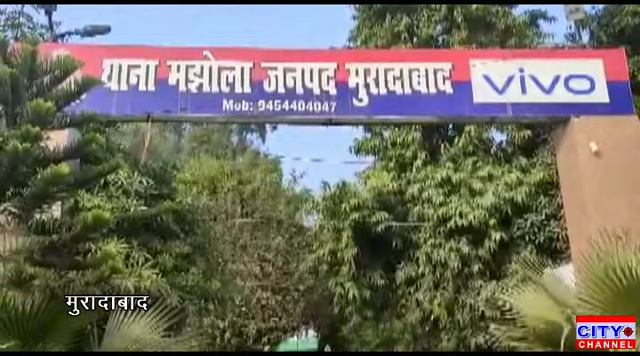 थाना मझोला जनपद मुरादाबाद
vivo
Mob.: 9454404047
मुरादाबाद
CITY
CHANNEL